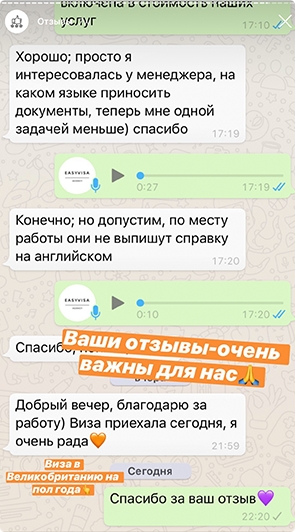 включена в стоимость наших
услуг
17:10
Отзывы
Хорошо; просто я
интересовалась у менеджера, на
каком языке приносить
документы, теперь мне одной
задачей меньше) спасибо
17:19
EASYVISA
0:27
17:19
Конечно; но допустим, по месту
работы они не выпишут справку
на английском
17:20
EASYVISA
0:10
17:20
Ваши отзывы-очень
важны для нас🙏
Спасибо,
Вчера
Добрый вечер, благодарю за
работу) Виза приехала сегодня, я
очень рада🧡
21:59
Виза в
Великобританию на
пол года
Сегодня
Спасибо за ваш отзыв💜
22:20